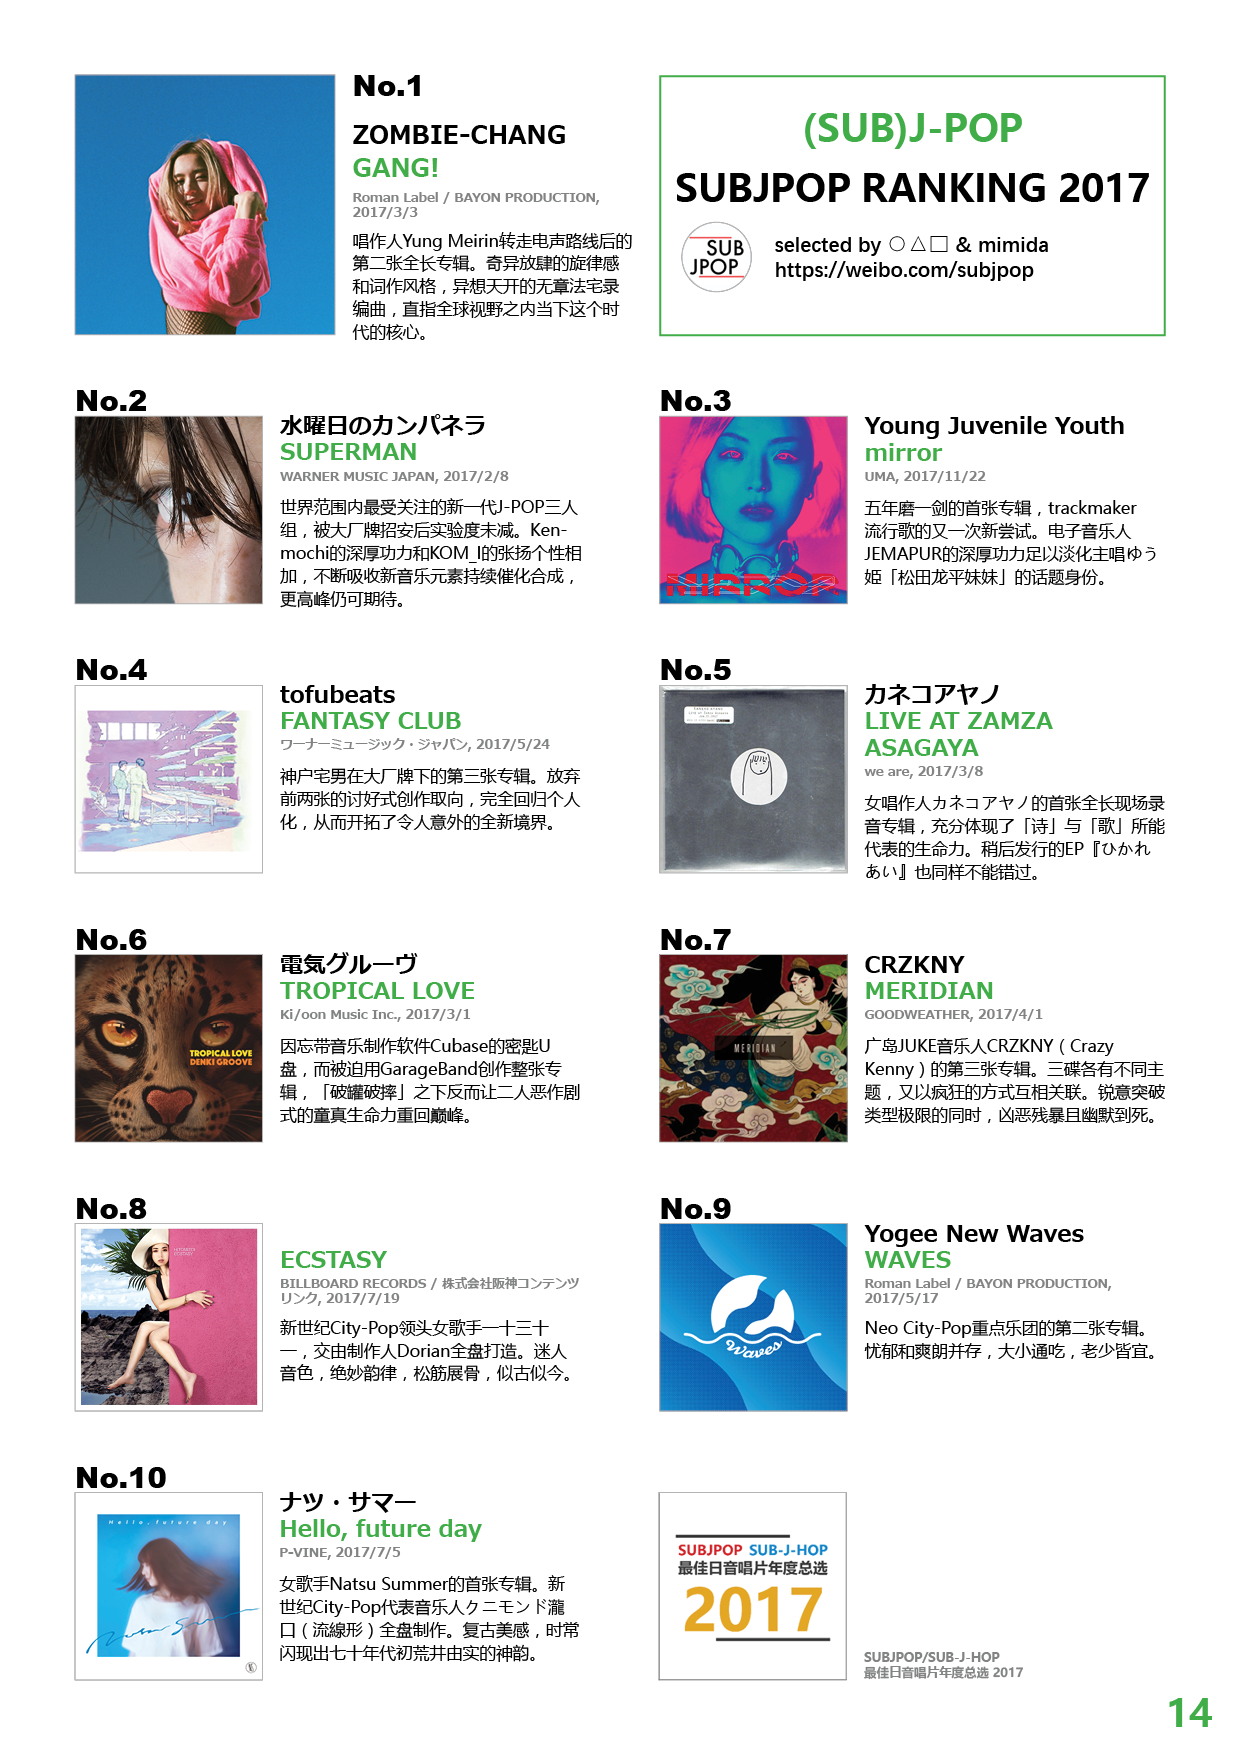 No.1
ZOMBIE-CHANG
GANG!
Roman Label / BAYON PRODUCTION,
2017/3/3
唱作人Yung Meirin转走电声路线后的
第二张全长专辑。奇异放肆的旋律感
和词作风格，异想天开的无章法宅录
编曲，直指全球视野之内当下这个时
代的核心。
(SUB)J-POP
SUBJPOP RANKING 2017
SUB
JPOP
selected by ○△□ & mimida
https://weibo.com/subjpop
No.2
水曜日のカンパネラ
SUPERMAN
WARNER MUSIC JAPAN, 2017/2/8
世界范围内最受关注的新一代J-POP三人
组，被大厂牌招安后实验度未减。Ken-
mochi的深厚功力和KOM_I的张扬个性相
加，不断吸收新音乐元素持续催化合成，
更高峰仍可期待。
No.3
MIRROR
Young Juvenile Youth
mirror
UMA, 2017/11/22
五年磨一剑的首张专辑，trackmaker
流行歌的又一次新尝试。电子音乐人
JEMAPUR的深厚功力足以淡化主唱ゆう
姫「松田龙平妹妹」的话题身份。
No.4
tofubeats
FANTASY CLUB
ワーナーミュージック・ジャパン, 2017/5/24
神户宅男在大厂牌下的第三张专辑。放弃
前两张的讨好式创作取向，完全回归个人
化，从而开拓了令人意外的全新境界。
No.5
カネコアヤノ
LIVE AT ZAMZA
ASAGAYA
we are, 2017/3/8
女唱作人カネコアヤノ的首张全长现场录
音专辑，充分体现了「诗」与「歌」所能
代表的生命力。稍后发行的EP『ひかれ
あい』也同样不能错过。
No.6
TROPICAL LOVE
DENKI GROOVE
電気グルーヴ
TROPICAL LOVE
Ki/oon Music Inc., 2017/3/1
因忘带音乐制作软件Cubase的密匙U
盘，而被迫用GarageBand创作整张专
辑，「破罐破摔」之下反而让二人恶作剧
式的童真生命力重回巅峰。
No.7
MERIDIAN
CRZKNY
MERIDIAN
GOODWEATHER, 2017/4/1
广岛JUKE音乐人CRZKNY（Crazy
Kenny）的第三张专辑。三碟各有不同主
题，又以疯狂的方式互相关联。锐意突破
类型极限的同时，凶恶残暴且幽默到死。
No.8
ECSTASY
BILLBOARD RECORDS / 株式会社阪神コンテンツ
リンク, 2017/7/19
新世纪City-Pop领头女歌手一十三十
一，交由制作人Dorian全盘打造。迷人
音色，绝妙韵律，松筋展骨，似古似今。
No.9
Waves
Yogee New Waves
WAVES
Roman Label / BAYON PRODUCTION,
2017/5/17
Neo City-Pop重点乐团的第二张专辑。
忧郁和爽朗并存，大小通吃，老少皆宜。
No.10
Hello, future day
ナツ・サマー
Hello, future day
P-VINE, 2017/7/5
女歌手Natsu Summer的首张专辑。新
世纪City-Pop代表音乐人クニモンド瀧
口（流線形）全盘制作。复古美感，时常
闪现出七十年代初荒井由实的神韵。
SUBJPOP SUB-J-HOP
最佳日音唱片年度总选
2017
SUBJPOP/SUB-J-HOP
最佳日音唱片年度总选 2017
14